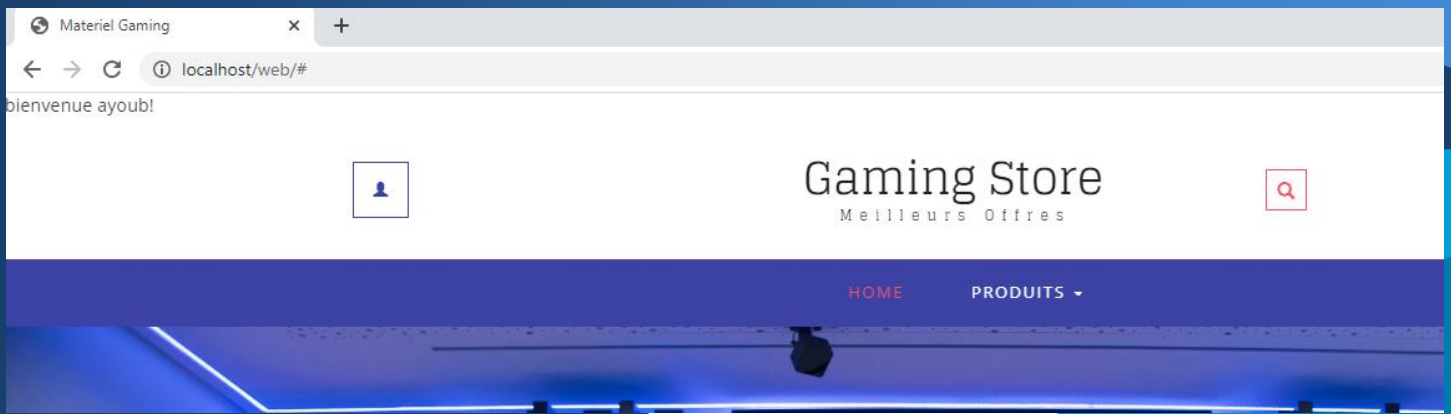 Materiel Gaming
localhost/web/#
bienvenue ayoub!
Gaming Store
Meilleurs Offres
HOME PRODUITS